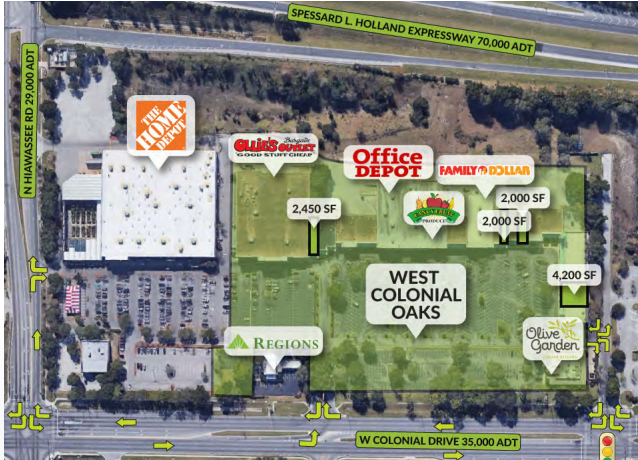 SPESSARD L. HOLLAND EXPRESSWAY 70,000 ADT
N HIAWASSEE RD 29,000 ADT
THE
HOME
DEPOT
OLLIE'S Bargain
OUTLET
GOOD STUFF CHEAP
Office
DEPOT
FAMILY DOLLAR
2,450 SF
PRODUCE
2,000 SF
2,000 SF
WEST
COLONIAL
OAKS
4,200 SF
REGIONS
Olive
Garden
W COLONIAL DRIVE 35,000 ADT